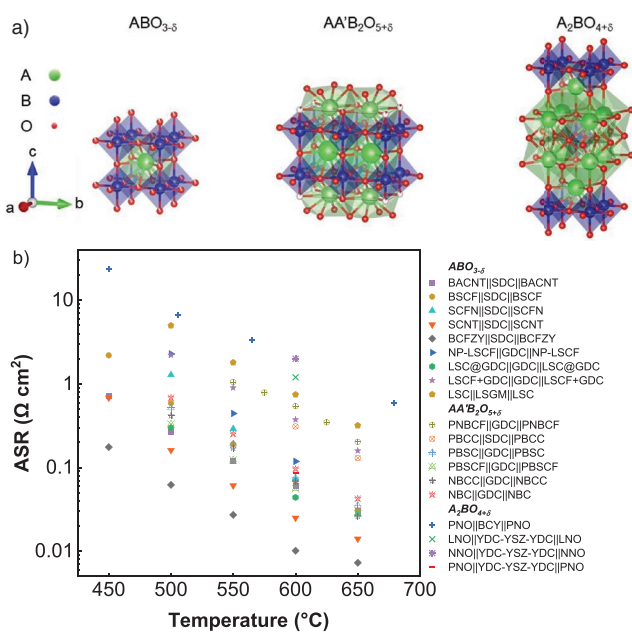 a)
ABO3-δ
AA'B2O5+δ
A2BO4+δ
A
B
O
c
a
b
b)
ASR (Ω cm²)
10
1
0.1
0.01
450
500
550
600
650
700
Temperature (°C)
ABO3-δ
BACNT||SDC||BACNT
BSCF||SDC||BSCF
SCFN||SDC||SCFN
SCNT||SDC||SCNT
BCFZY||SDC||BCFZY
NP-LSCF||GDC||NP-LSCF
LSC@GDC||GDC||LSC@GDC
LSCF+GDC||GDC||LSCF+GDC
LSC||LSGM||LSC
AA'B2O5+δ
PNBCF||GDC||PNBCF
PBCC||SDC||PBCC
PBSC||GDC||PBSC
PBSCF||GDC||PBSCF
NBCC||GDC||NBCC
NBC||GDC||NBC
A2BO4+δ
PNO||BCY||PNO
LNO||YDC-YSZ-YDC||LNO
NNO||YDC-YSZ-YDC||NNO
PNO||YDC-YSZ-YDC||PNO